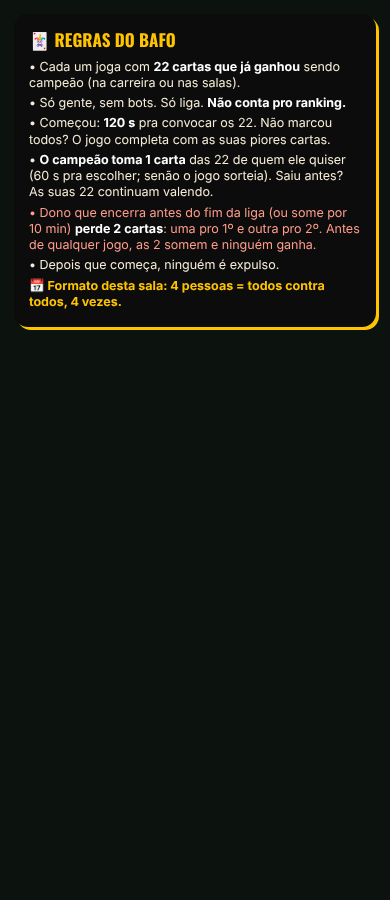 🃏 REGRAS DO BAFO
• Cada um joga com 22 cartas que já ganhou sendo
campeão (na carreira ou nas salas).
• Só gente, sem bots. Só liga. Não conta pro ranking.
• Começou: 120 s pra convocar os 22. Não marcou
todos? O jogo completa com as suas piores cartas.
• O campeão toma 1 carta das 22 de quem ele quiser
(60 s pra escolher; senão o jogo sorteia). Saiu antes?
As suas 22 continuam valendo.
• Dono que encerra antes do fim da liga (ou some por
10 min) perde 2 cartas: uma pro 1º e outra pro 2º. Antes
de qualquer jogo, as 2 somem e ninguém ganha.
• Depois que começa, ninguém é expulso.
📅 Formato desta sala: 4 pessoas = todos contra
todos, 4 vezes.